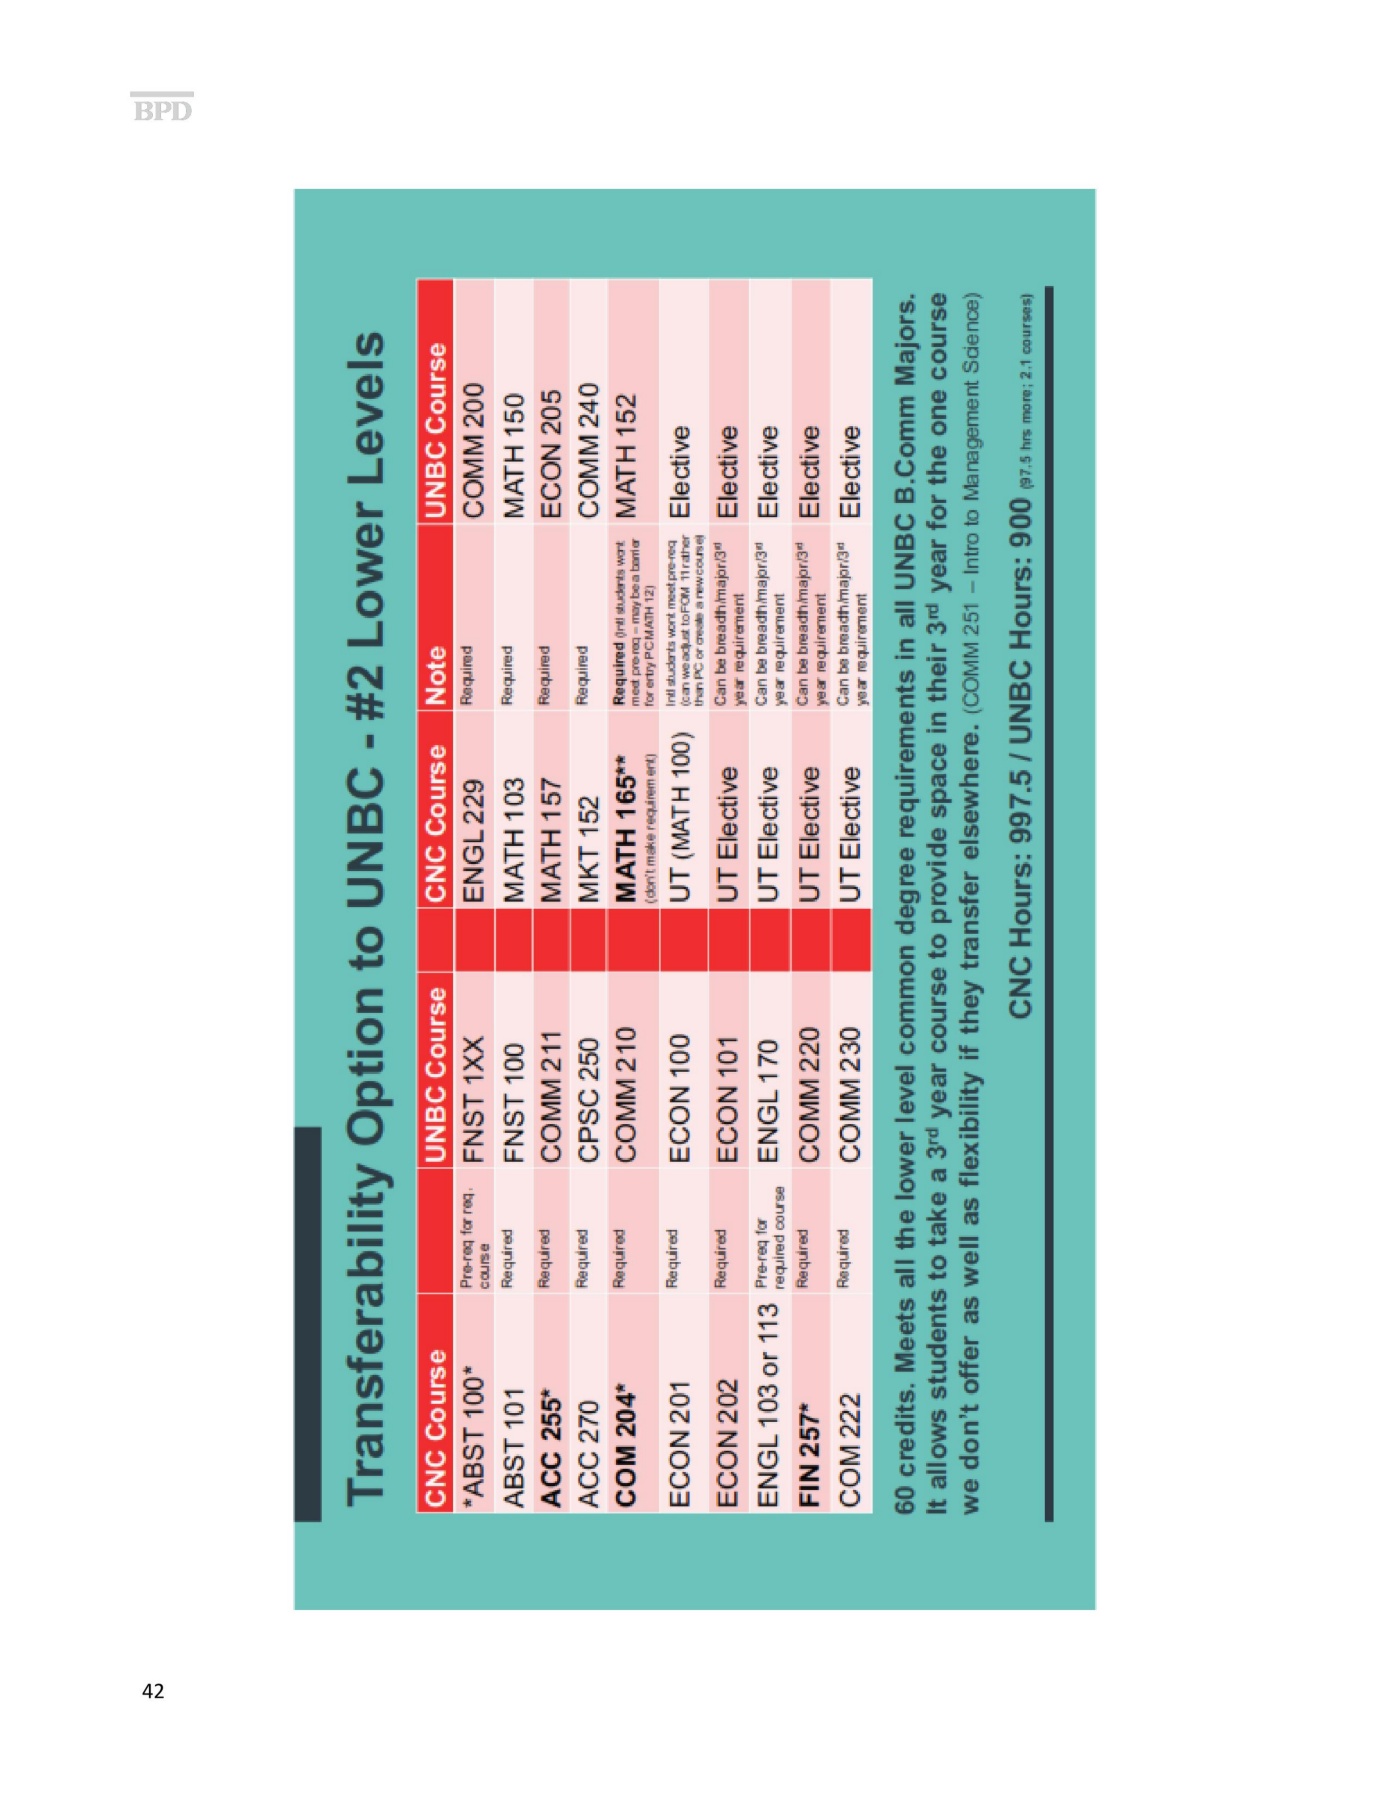 BPD
Transferability Option to UNBC - #2 Lower Levels
CNC Course UNBC Course CNC Course Note UNBC Course
*ABST 100* Pre-req for req. course FNST 1XX ENGL 229 Required COMM 200
ABST 101 Required FNST 100 MATH 103 Required MATH 150
ACC 255* Required COMM 211 MATH 157 Required ECON 205
ACC 270 Required CPSC 250 MKT 152 Required COMM 240
COM 204* Required COMM 210 MATH 165** (don't make requirement) Required (Intl students wont meet pre-req – may be a barrier for entry PC MATH 12) MATH 152
ECON 201 Required ECON 100 UT (MATH 100) Intl students wont meet pre-req (can we adjust to FOM 11 rather than PC or create a new course) Elective
ECON 202 Required ECON 101 UT Elective Can be breadth/major/3rd year requirement Elective
ENGL 103 or 113 Pre-req for required course ENGL 170 UT Elective Can be breadth/major/3rd year requirement Elective
FIN 257* Required COMM 220 UT Elective Can be breadth/major/3rd year requirement Elective
COM 222 Required COMM 230 UT Elective Can be breadth/major/3rd year requirement Elective
60 credits. Meets all the lower level common degree requirements in all UNBC B.Comm Majors.
It allows students to take a 3rd year course to provide space in their 3rd year for the one course
we don't offer as well as flexibility if they transfer elsewhere. (COMM 251 – Intro to Management Science)
CNC Hours: 997.5 / UNBC Hours: 900 (97.5 hrs more; 2.1 courses)
42